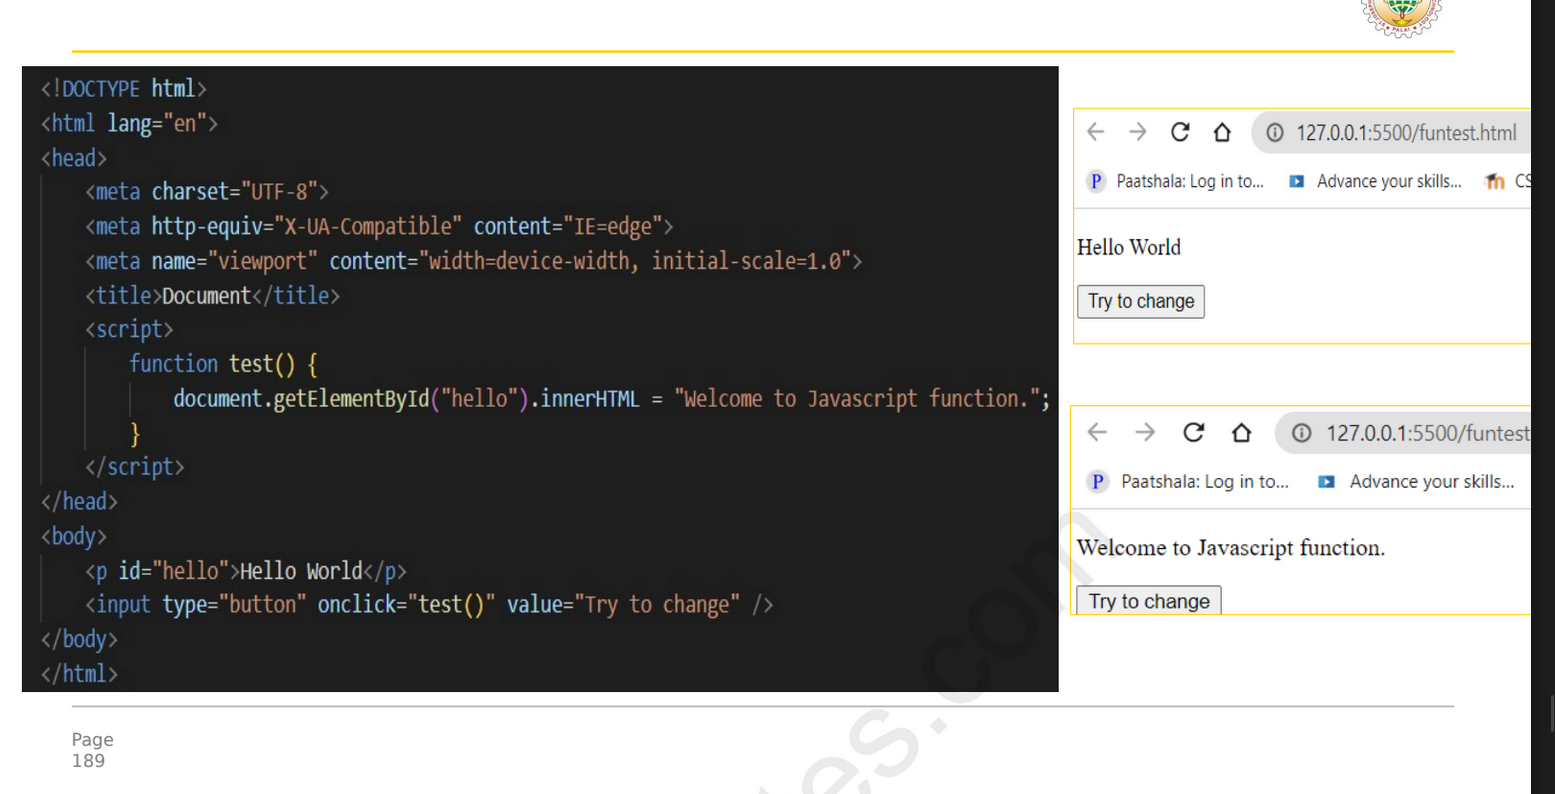 <!DOCTYPE html>
<html lang="en">
<head>
<meta charset="UTF-8">
<meta http-equiv="X-UA-Compatible" content="IE=edge">
<meta name="viewport" content="width=device-width, initial-scale=1.0">
<title>Document</title>
<script>
function test() {
document.getElementById("hello").innerHTML = "Welcome to Javascript function.";
}
</script>
</head>
<body>
<p id="hello">Hello World</p>
<input type="button" onclick="test()" value="Try to change" />
</body>
</html>
127.0.0.1:5500/funtest.html
P Paatshala: Log in to... Advance your skills... CS
Hello World
Try to change
127.0.0.1:5500/funtest
P Paatshala: Log in to... Advance your skills...
Welcome to Javascript function.
Try to change
Page
189